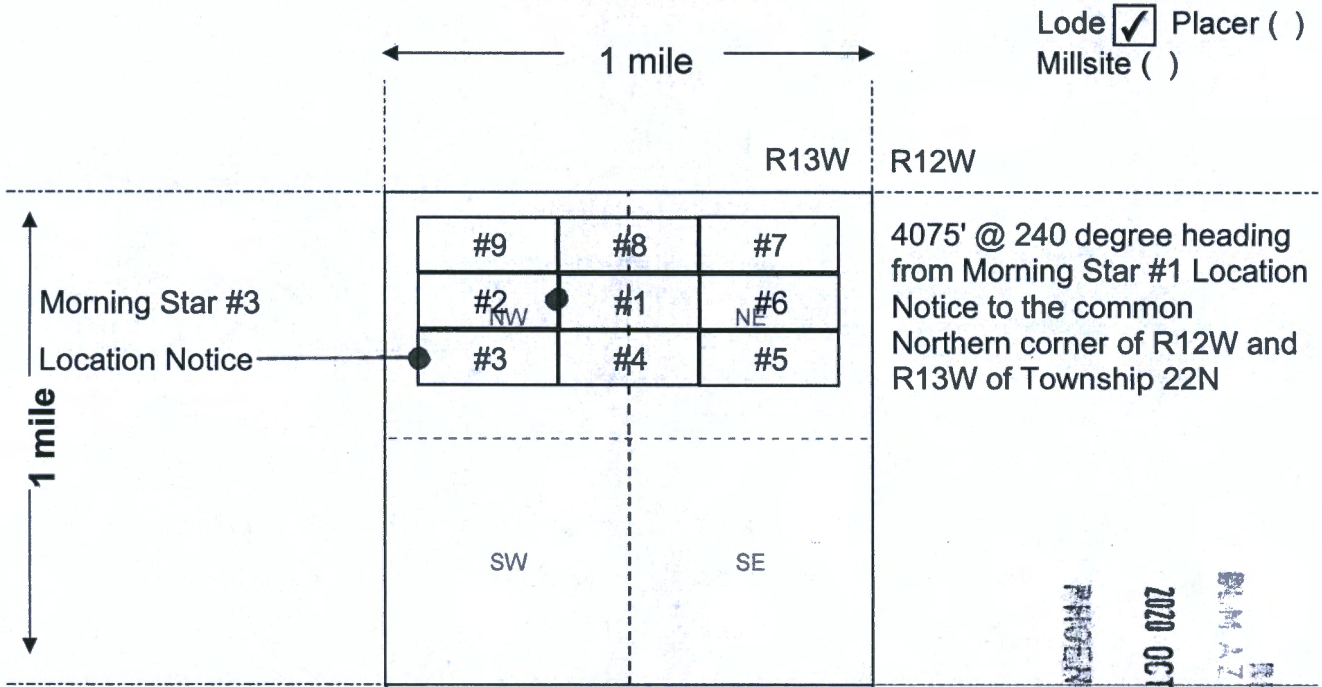 Lode ✓ Placer ( )
Millsite ( )
1 mile
R13W R12W
#9 #8 #7
#2 #1 #6
NW NE
#3 #4 #5
Morning Star #3
Location Notice
1 mile
4075' @ 240 degree heading
from Morning Star #1 Location
Notice to the common
Northern corner of R12W and
R13W of Township 22N
SW SE
2020 OCT
BLM AZ